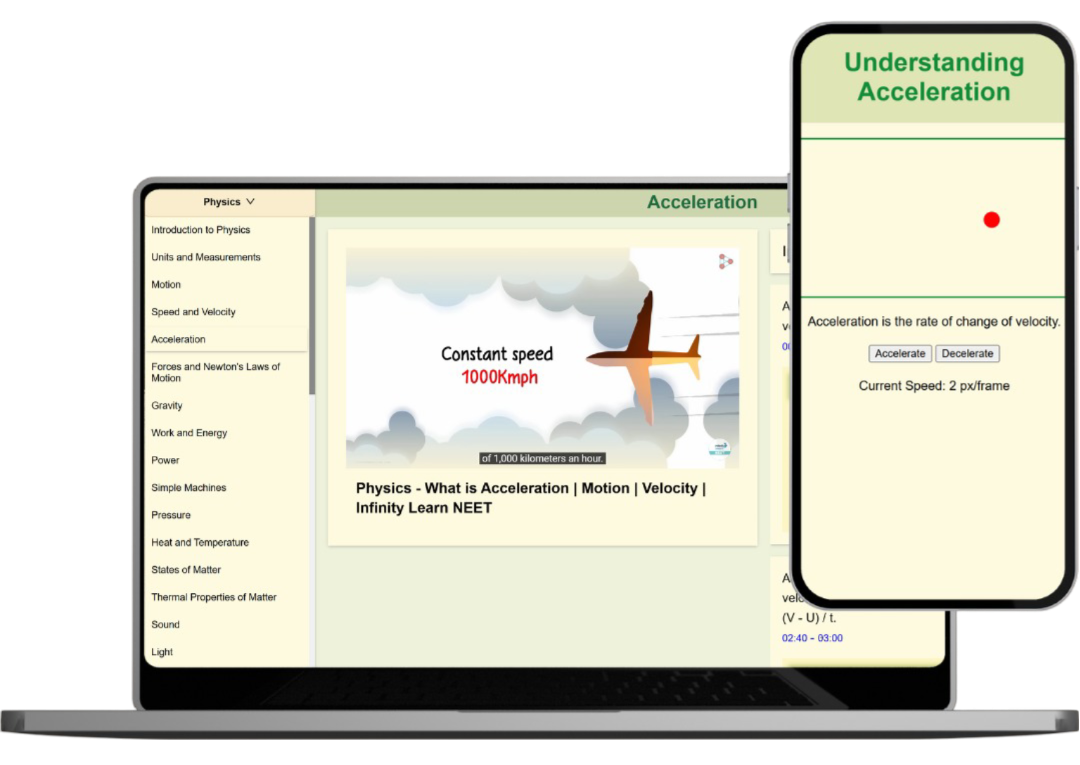 Understanding
Acceleration
Acceleration is the rate of change of velocity.
Accelerate
Decelerate
Current Speed: 2 px/frame
Physics
Acceleration
Introduction to Physics
Units and Measurements
Motion
Speed and Velocity
Acceleration
Forces and Newton's Laws of
Motion
Gravity
Work and Energy
Power
Simple Machines
Pressure
Heat and Temperature
States of Matter
Thermal Properties of Matter
Sound
Light
Constant speed
1000Kmph
of 1,000 kilometers an hour.
Physics - What is Acceleration | Motion | Velocity |
Infinity Learn NEET
(V - U) / t.
02:40 - 03:00